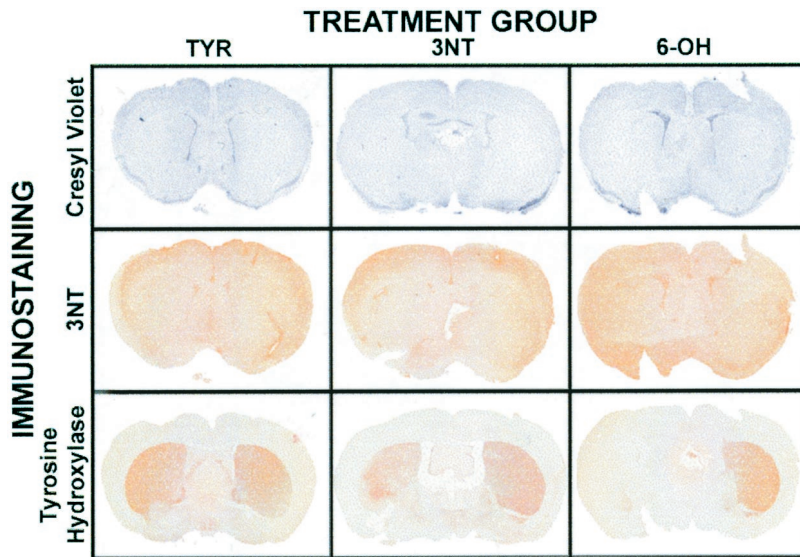 TREATMENT GROUP
TYR 3NT 6-OH
IMMUNOSTAINING
Cresyl Violet
3NT
Tyrosine
Hydroxylase